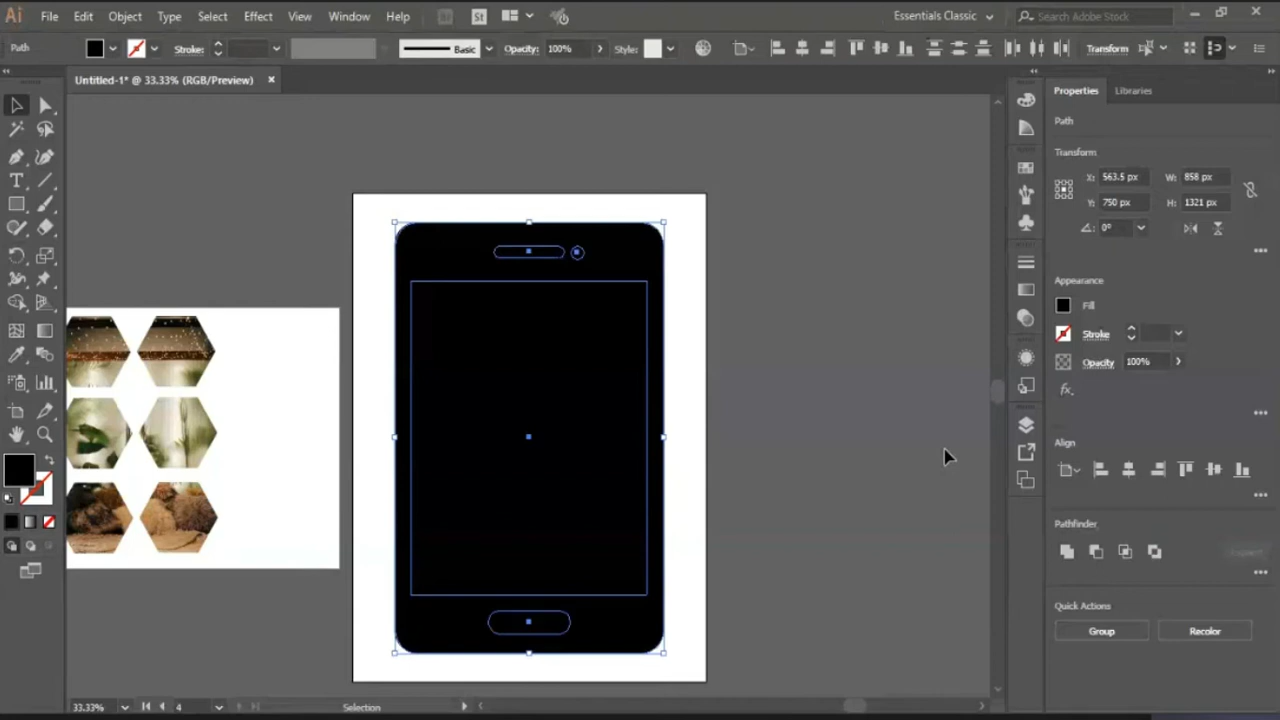 Ai File Edit Object Type Select Effect View Window Help Br St Essentials Classic Search Adobe Stock
Path Stroke: Basic Opacity: 100% Style: Transform
Untitled-1* @ 33.33% (RGB/Preview)
Properties Libraries
Path
Transform
X: 563.5 px W: 858 px
Y: 750 px H: 1321 px
0°
Appearance
Fill
Stroke
Opacity 100%
fx.
Align
Pathfinder
Quick Actions
Group Recolor
33.33% 4 Selection